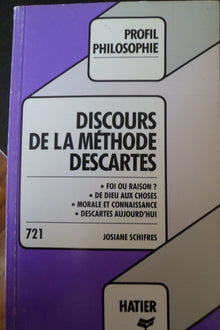 PROFIL
PHILOSOPHIE
DISCOURS
DE LA MÉTHODE
DESCARTES
• FOI OU RAISON ?
• DE DIEU AUX CHOSES
• MORALE ET CONNAISSANCE
• DESCARTES AUJOURD'HUI
721
JOSIANE SCHIFRES
HATIER